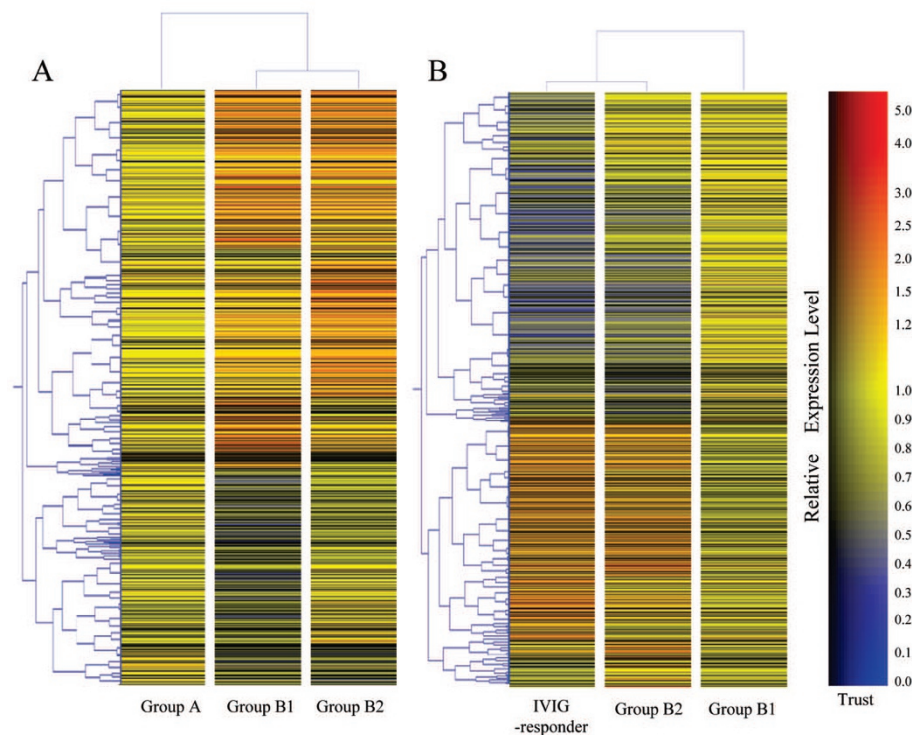 A
B
Group A
Group B1
Group B2
IVIG
-responder
Group B2
Group B1
Relative Expression Level
5.0
4.0
3.0
2.5
2.0
1.5
1.2
1.0
0.9
0.8
0.7
0.6
0.5
0.4
0.3
0.2
0.1
0.0
Trust